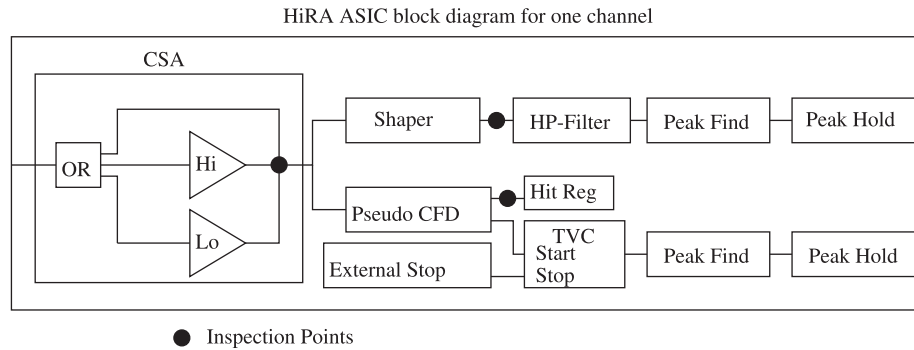 HiRA ASIC block diagram for one channel
CSA
OR
Hi
Lo
Shaper
HP-Filter
Peak Find
Peak Hold
Pseudo CFD
Hit Reg
External Stop
TVC
Start
Stop
Peak Find
Peak Hold
Inspection Points